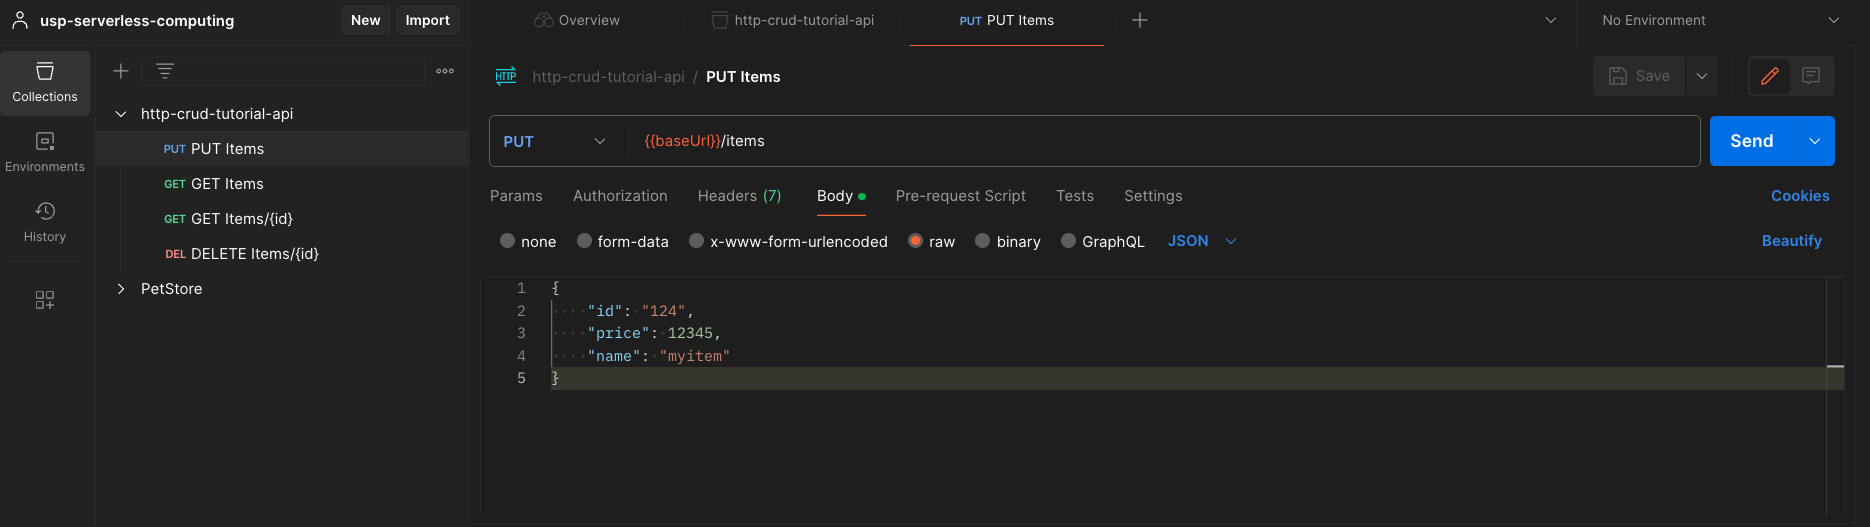 usp-serverless-computing New Import
Overview http-crud-tutorial-api PUT PUT Items No Environment
Collections
Environments
History
http-crud-tutorial-api
PUT PUT Items
GET GET Items
GET GET Items/{id}
DEL DELETE Items/{id}
PetStore
HTTP http-crud-tutorial-api / PUT Items Save
PUT {{baseUrl}}/items Send
Params Authorization Headers (7) Body Pre-request Script Tests Settings Cookies
none form-data x-www-form-urlencoded raw binary GraphQL JSON Beautify
1 {
2 "id": "124",
3 "price": 12345,
4 "name": "myitem"
5 }